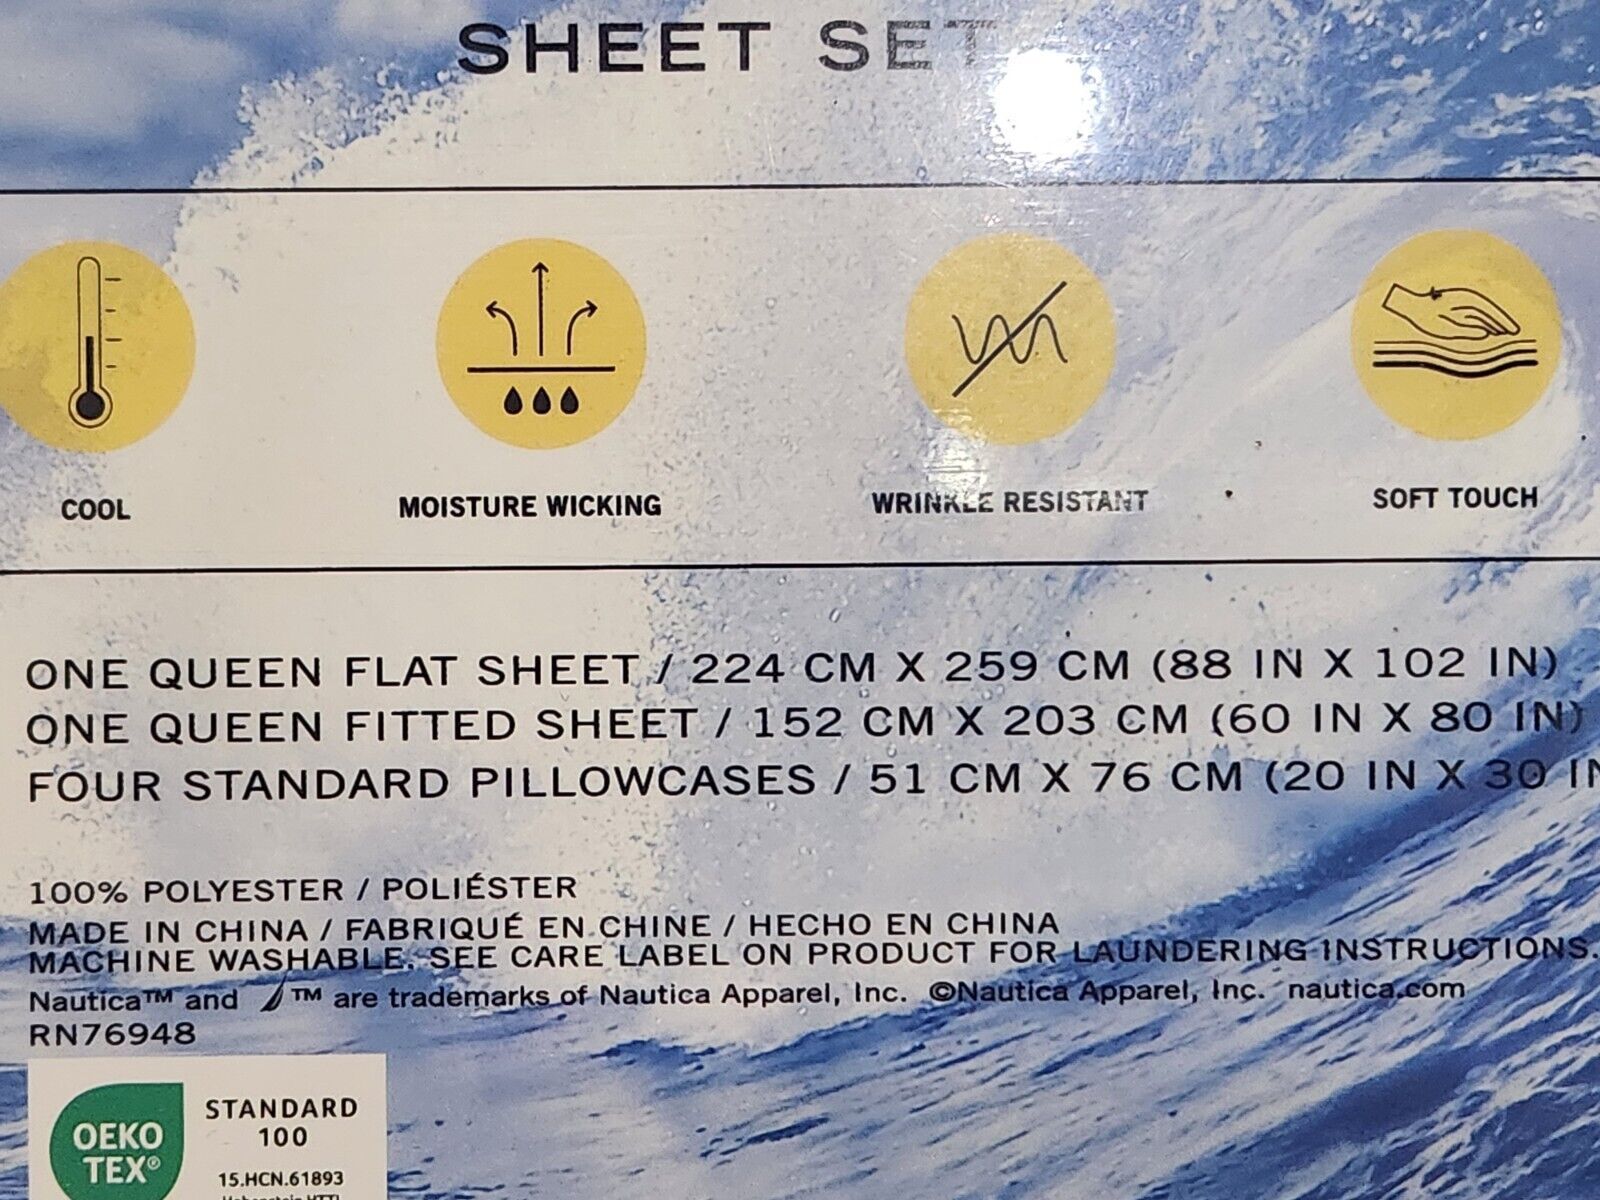 SHEET SET
COOL
MOISTURE WICKING
WRINKLE RESISTANT
SOFT TOUCH
ONE QUEEN FLAT SHEET / 224 CM X 259 CM (88 IN X 102 IN)
ONE QUEEN FITTED SHEET / 152 CM X 203 CM (60 IN X 80 IN)
FOUR STANDARD PILLOWCASES / 51 CM X 76 CM (20 IN X 30 IN
100% POLYESTER / POLIÉSTER
MADE IN CHINA / FABRIQUÉ EN CHINE / HECHO EN CHINA
MACHINE WASHABLE. SEE CARE LABEL ON PRODUCT FOR LAUNDERING INSTRUCTIONS.
Nautica™ and ™ are trademarks of Nautica Apparel, Inc. ©Nautica Apparel, Inc. nautica.com
RN76948
OEKO
TEX®
STANDARD
100
15.HCN.61893